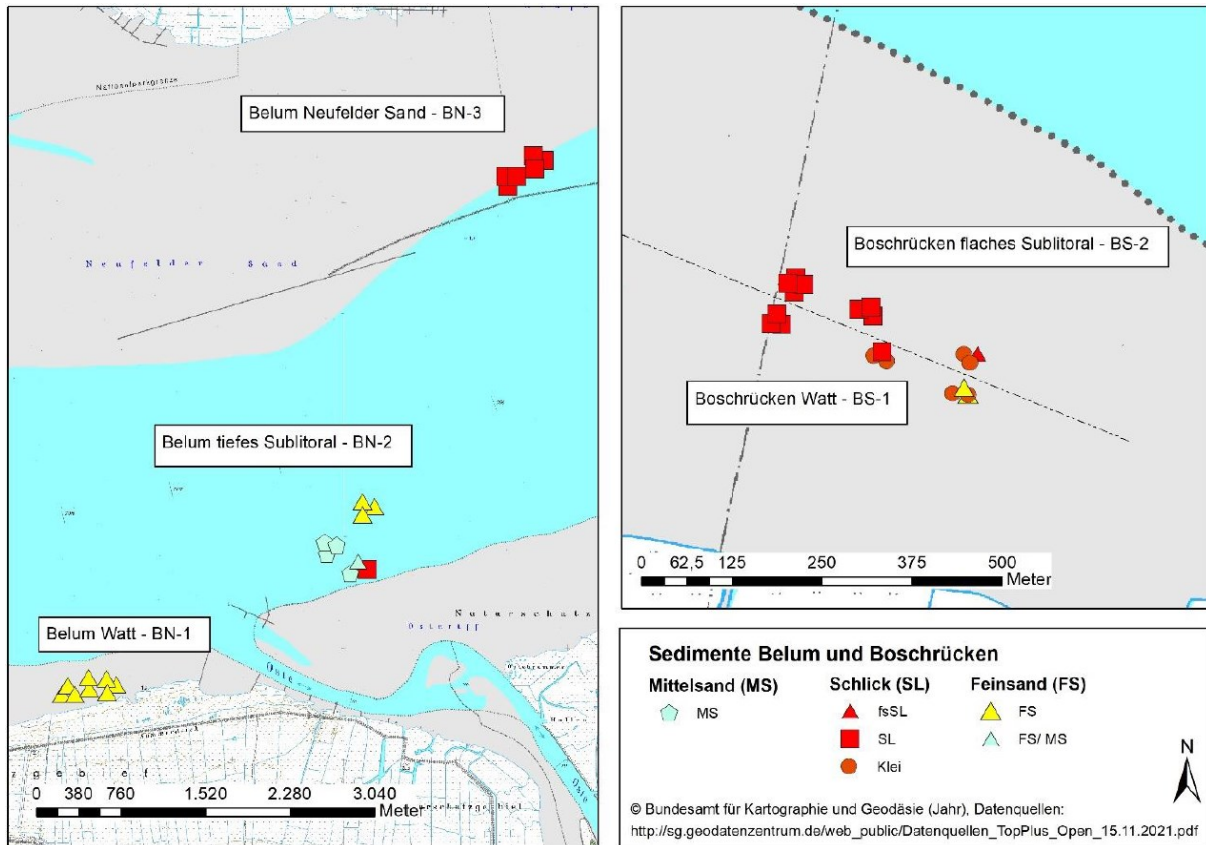 Nationalparkgrenze
Belum Neufelder Sand - BN-3
Neufelder Sand
Belum tiefes Sublitoral - BN-2
Belum Watt - BN-1
Naturschutz
Ostoriff
Oste
Oste
0 380 760 1.520 2.280 3.040
Meter
Boschrücken flaches Sublitoral - BS-2
Boschrücken Watt - BS-1
0 62,5 125 250 375 500
Meter
Sedimente Belum und Boschrücken
Mittelsand (MS) Schlick (SL) Feinsand (FS)
MS fsSL FS
SL FS/ MS
Klei
N
© Bundesamt für Kartographie und Geodäsie (Jahr), Datenquellen:
http://sg.geodatenzentrum.de/web_public/Datenquellen_TopPlus_Open_15.11.2021.pdf